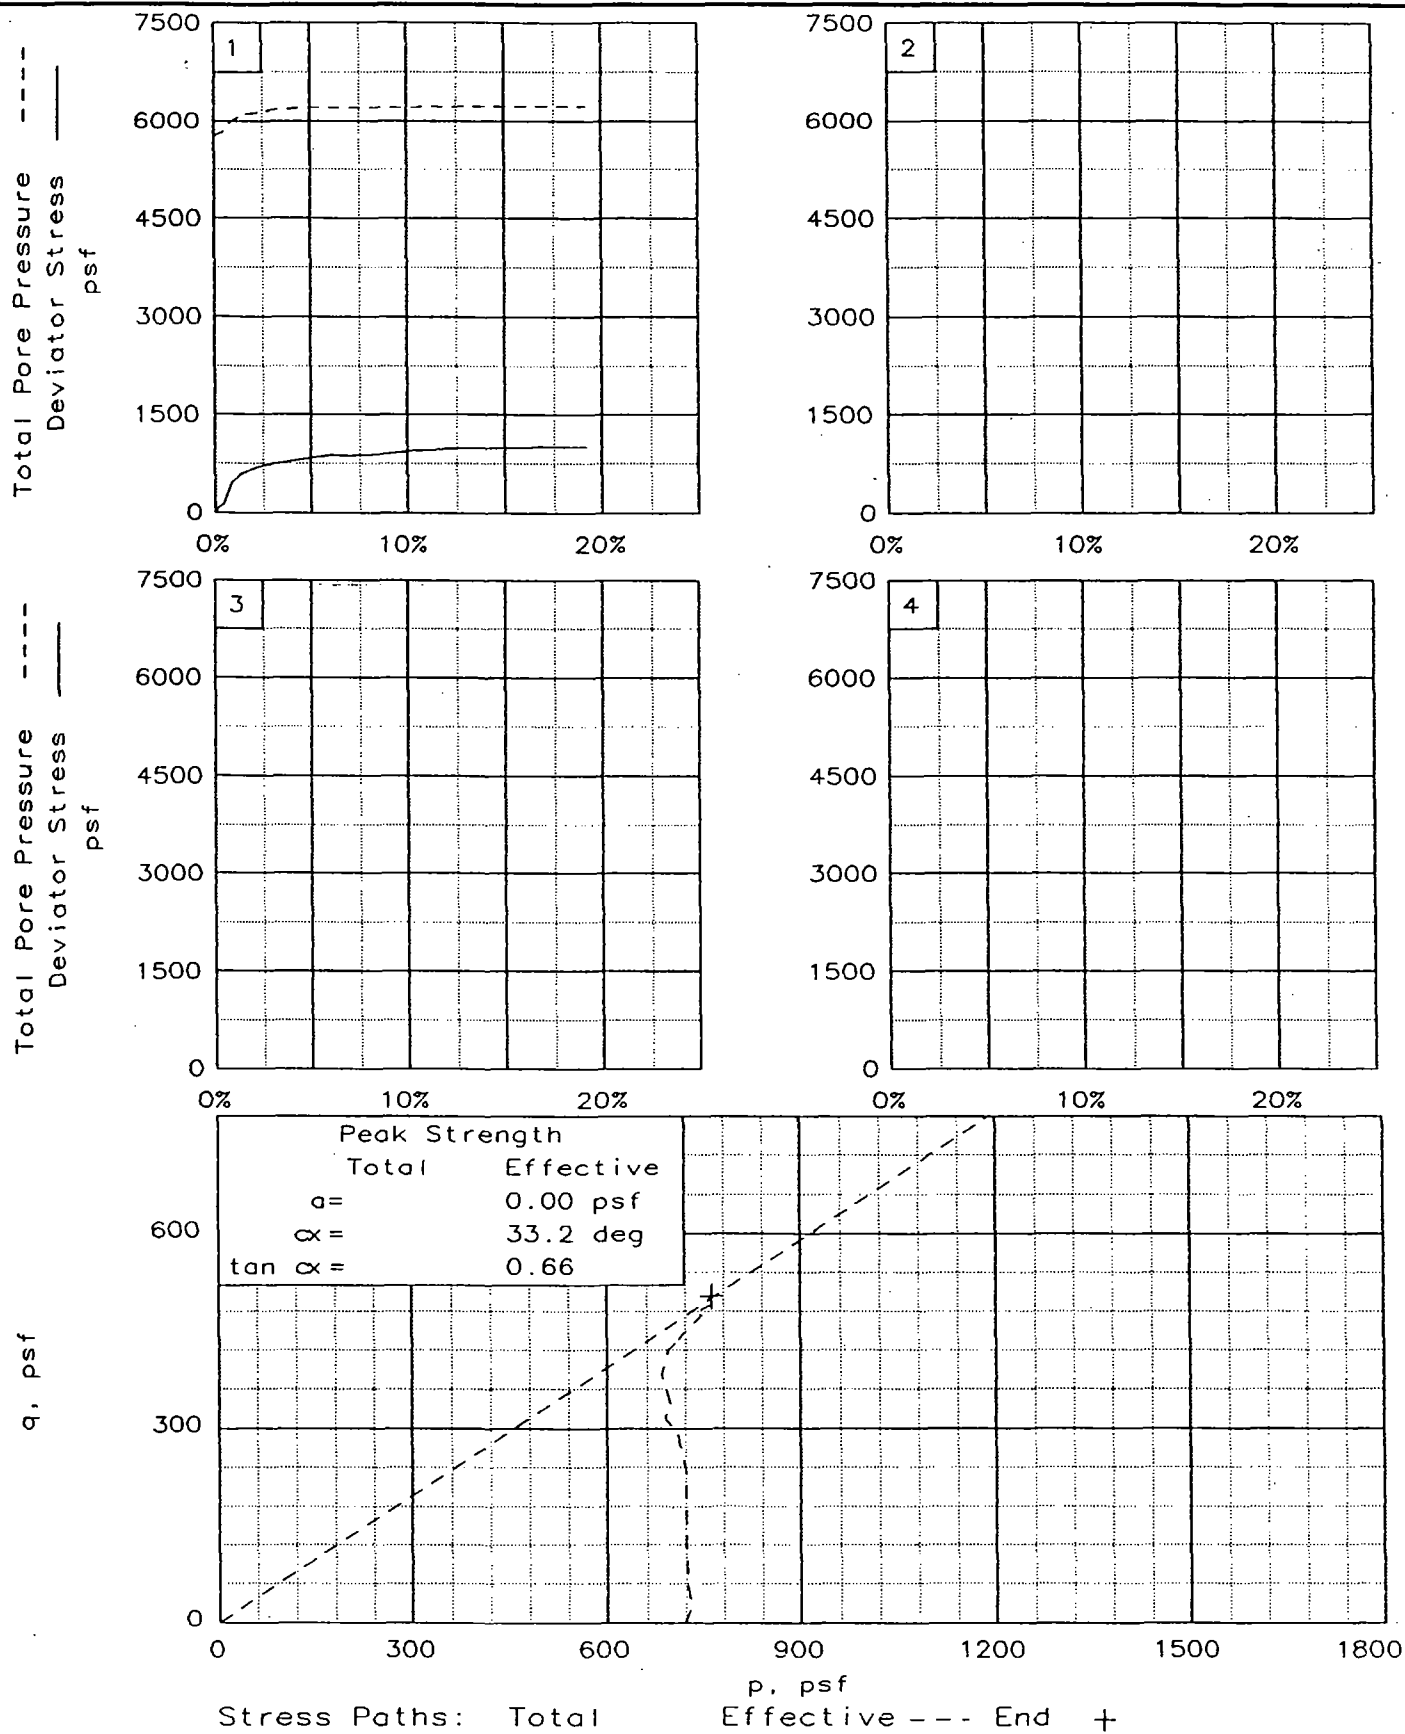 Total Pore Pressure ----
Deviator Stress ——
psf
7500
6000
4500
3000
1500
0
1
0% 10% 20%
7500
6000
4500
3000
1500
0
2
0% 10% 20%
Total Pore Pressure ----
Deviator Stress ——
psf
7500
6000
4500
3000
1500
0
3
0% 10% 20%
7500
6000
4500
3000
1500
0
4
0% 10% 20%
Peak Strength
Total Effective
a= 0.00 psf
α= 33.2 deg
tan α= 0.66
q, psf
600
300
0
0 300 600 900 1200 1500 1800
p, psf
Stress Paths: Total Effective --- End +